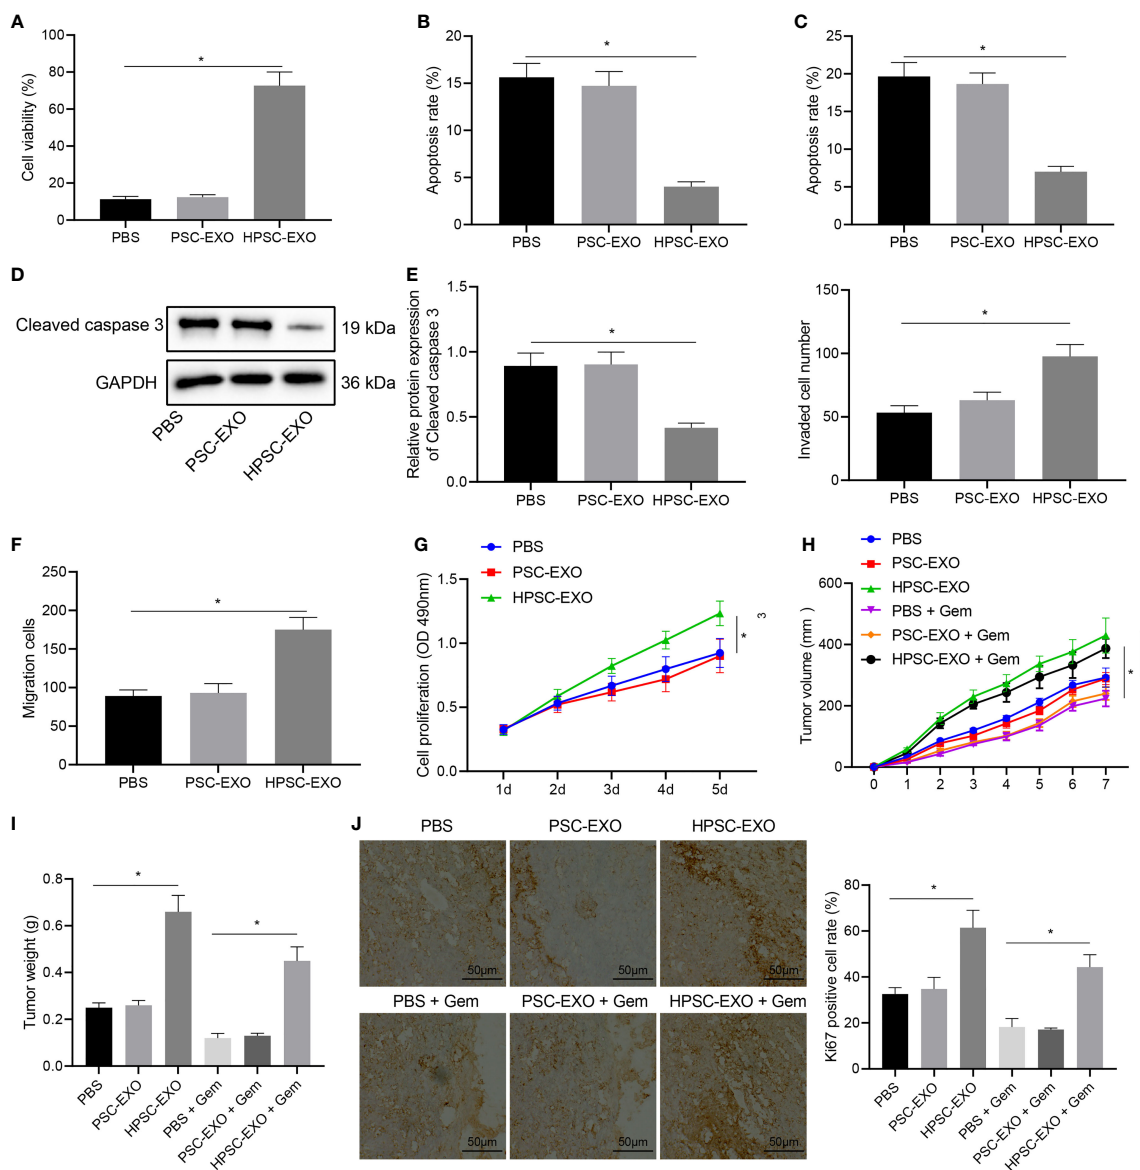 A
Cell viability (%)
100
80
60
40
20
0
*
PBS
PSC-EXO
HPSC-EXO
B
Apoptosis rate (%)
20
15
10
5
0
*
PBS
PSC-EXO
HPSC-EXO
C
Apoptosis rate (%)
25
20
15
10
5
0
*
PBS
PSC-EXO
HPSC-EXO
D
Cleaved caspase 3
19 kDa
GAPDH
36 kDa
PBS
PSC-EXO
HPSC-EXO
E
Relative protein expression
of Cleaved caspase 3
1.5
1.0
0.5
0.0
*
PBS
PSC-EXO
HPSC-EXO
Invaded cell number
150
100
50
0
*
PBS
PSC-EXO
HPSC-EXO
F
Migration cells
250
200
150
100
50
0
*
PBS
PSC-EXO
HPSC-EXO
G
PBS
PSC-EXO
HPSC-EXO
Cell proliferation (OD 490nm)
1.5
1.0
0.5
0.0
*
3
1d
2d
3d
4d
5d
H
PBS
PSC-EXO
HPSC-EXO
PBS + Gem
PSC-EXO + Gem
HPSC-EXO + Gem
Tumor volume (mm )
600
400
200
0
*
0
1
2
3
4
5
6
7
I
Tumor weight (g)
0.8
0.6
0.4
0.2
0.0
*
*
PBS
PSC-EXO
HPSC-EXO
PBS + Gem
PSC-EXO + Gem
HPSC-EXO + Gem
J
PBS
PSC-EXO
HPSC-EXO
50μm
50μm
50μm
PBS + Gem
PSC-EXO + Gem
HPSC-EXO + Gem
50μm
50μm
50μm
Ki67 positive cell rate (%)
80
60
40
20
0
*
*
PBS
PSC-EXO
HPSC-EXO
PBS + Gem
PSC-EXO + Gem
HPSC-EXO + Gem